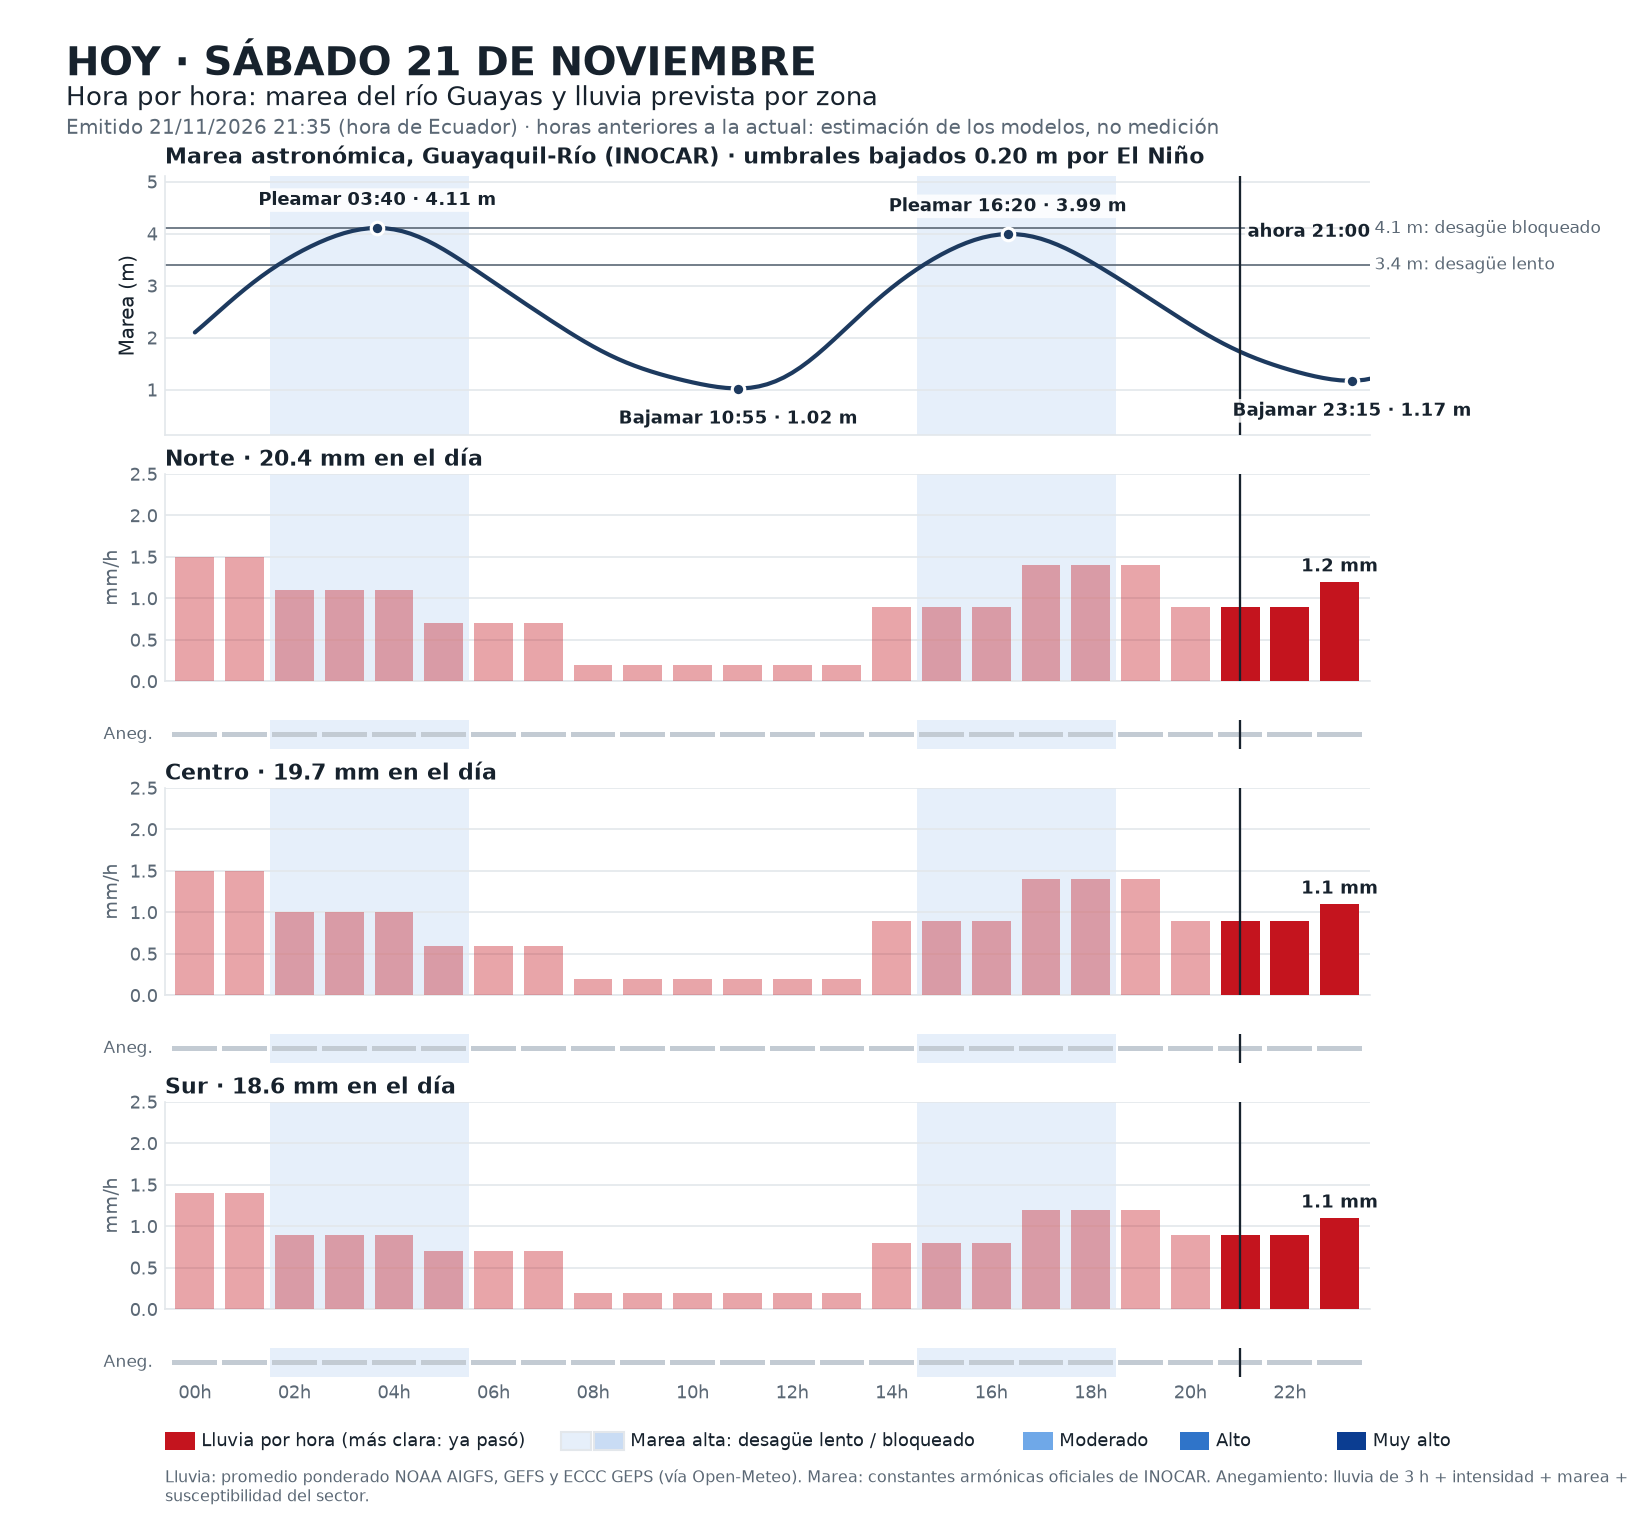 HOY · SÁBADO 21 DE NOVIEMBRE
Hora por hora: marea del río Guayas y lluvia prevista por zona
Emitido 21/11/2026 21:35 (hora de Ecuador) · horas anteriores a la actual: estimación de los modelos, no medición
Marea astronómica, Guayaquil-Río (INOCAR) · umbrales bajados 0.20 m por El Niño
Marea (m)
5
4
3
2
1
Pleamar 03:40 · 4.11 m
Pleamar 16:20 · 3.99 m
ahora 21:00
4.1 m: desagüe bloqueado
3.4 m: desagüe lento
Bajamar 10:55 · 1.02 m
Bajamar 23:15 · 1.17 m
Norte · 20.4 mm en el día
mm/h
2.5
2.0
1.5
1.0
0.5
0.0
1.2 mm
Aneg.
Centro · 19.7 mm en el día
mm/h
2.5
2.0
1.5
1.0
0.5
0.0
1.1 mm
Aneg.
Sur · 18.6 mm en el día
mm/h
2.5
2.0
1.5
1.0
0.5
0.0
1.1 mm
Aneg.
00h 02h 04h 06h 08h 10h 12h 14h 16h 18h 20h 22h
Lluvia por hora (más clara: ya pasó) Marea alta: desagüe lento / bloqueado Moderado Alto Muy alto
Lluvia: promedio ponderado NOAA AIGFS, GEFS y ECCC GEPS (vía Open-Meteo). Marea: constantes armónicas oficiales de INOCAR. Anegamiento: lluvia de 3 h + intensidad + marea +
susceptibilidad del sector.